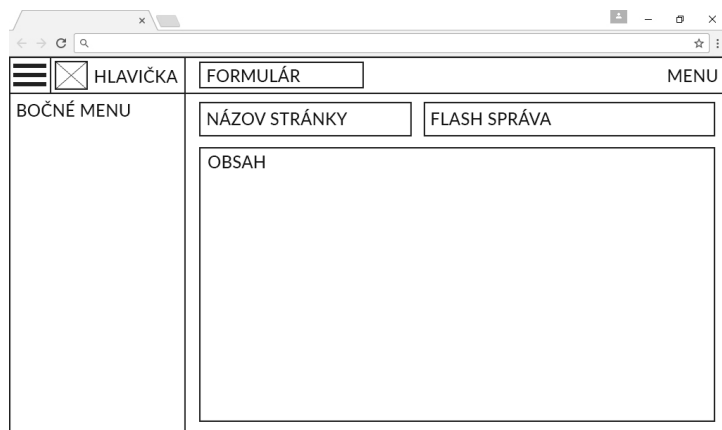 HLAVIČKA
FORMULÁR
MENU
BOČNÉ MENU
NÁZOV STRÁNKY
FLASH SPRÁVA
OBSAH